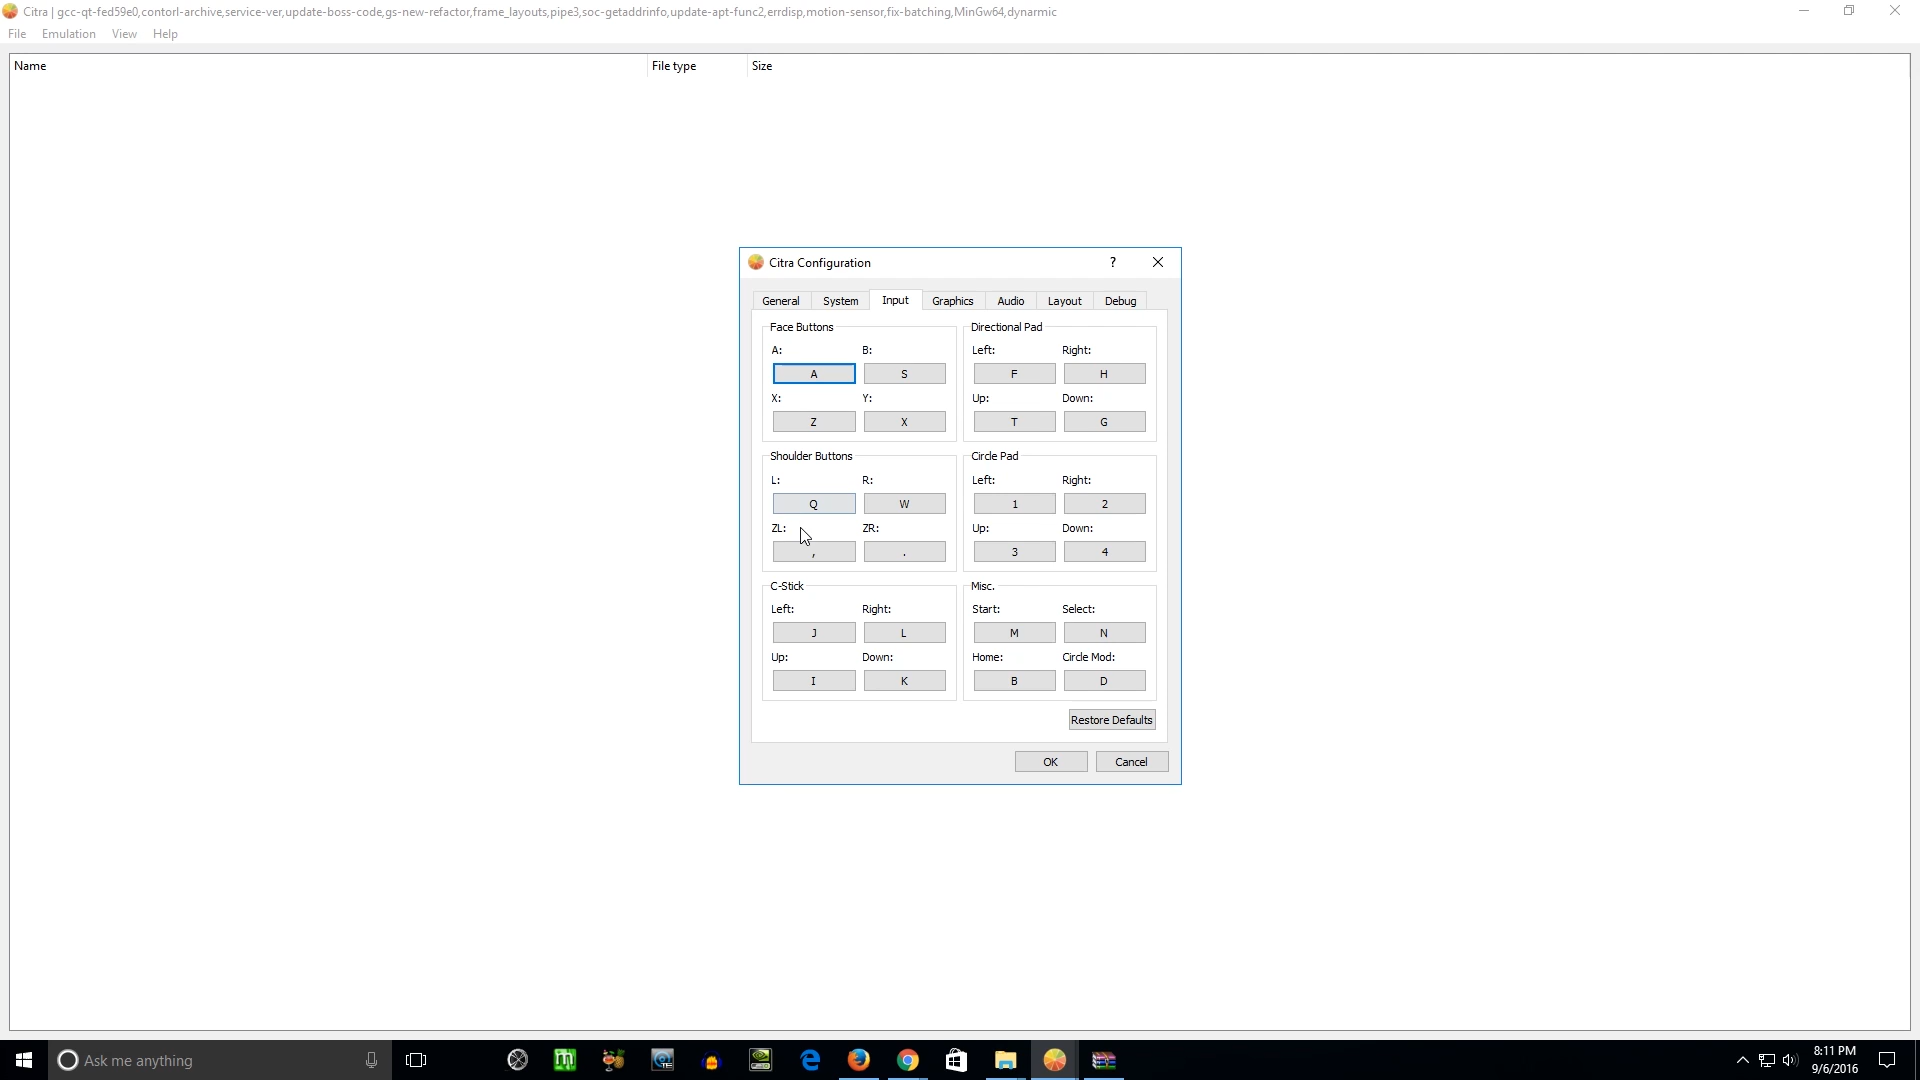 Citra | gcc-qt-fed59e0,contorl-archive,service-ver,update-boss-code,gs-new-refactor,frame_layouts,pipe3,soc-getaddrinfo,update-apt-func2,errdisp,motion-sensor,fix-batching,MinGw64,dynarmic
File Emulation View Help
Name File type Size
Citra Configuration ?
General System Input Graphics Audio Layout Debug
Face Buttons
A: B:
A S
X: Y:
Z X
Directional Pad
Left: Right:
F H
Up: Down:
T G
Shoulder Buttons
L: R:
Q W
ZL: ZR:
, .
Circle Pad
Left: Right:
1 2
Up: Down:
3 4
C-Stick
Left: Right:
J L
Up: Down:
I K
Misc.
Start: Select:
M N
Home: Circle Mod:
B D
Restore Defaults
OK Cancel
Ask me anything
8:11 PM
9/6/2016